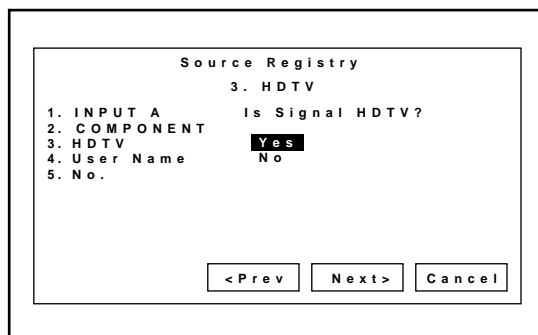 Source Registry
3. HDTV
1. INPUT A
2. COMPONENT
3. HDTV
4. User Name
5. No.
Is Signal HDTV?
Yes
No
<Prev
Next>
Cancel